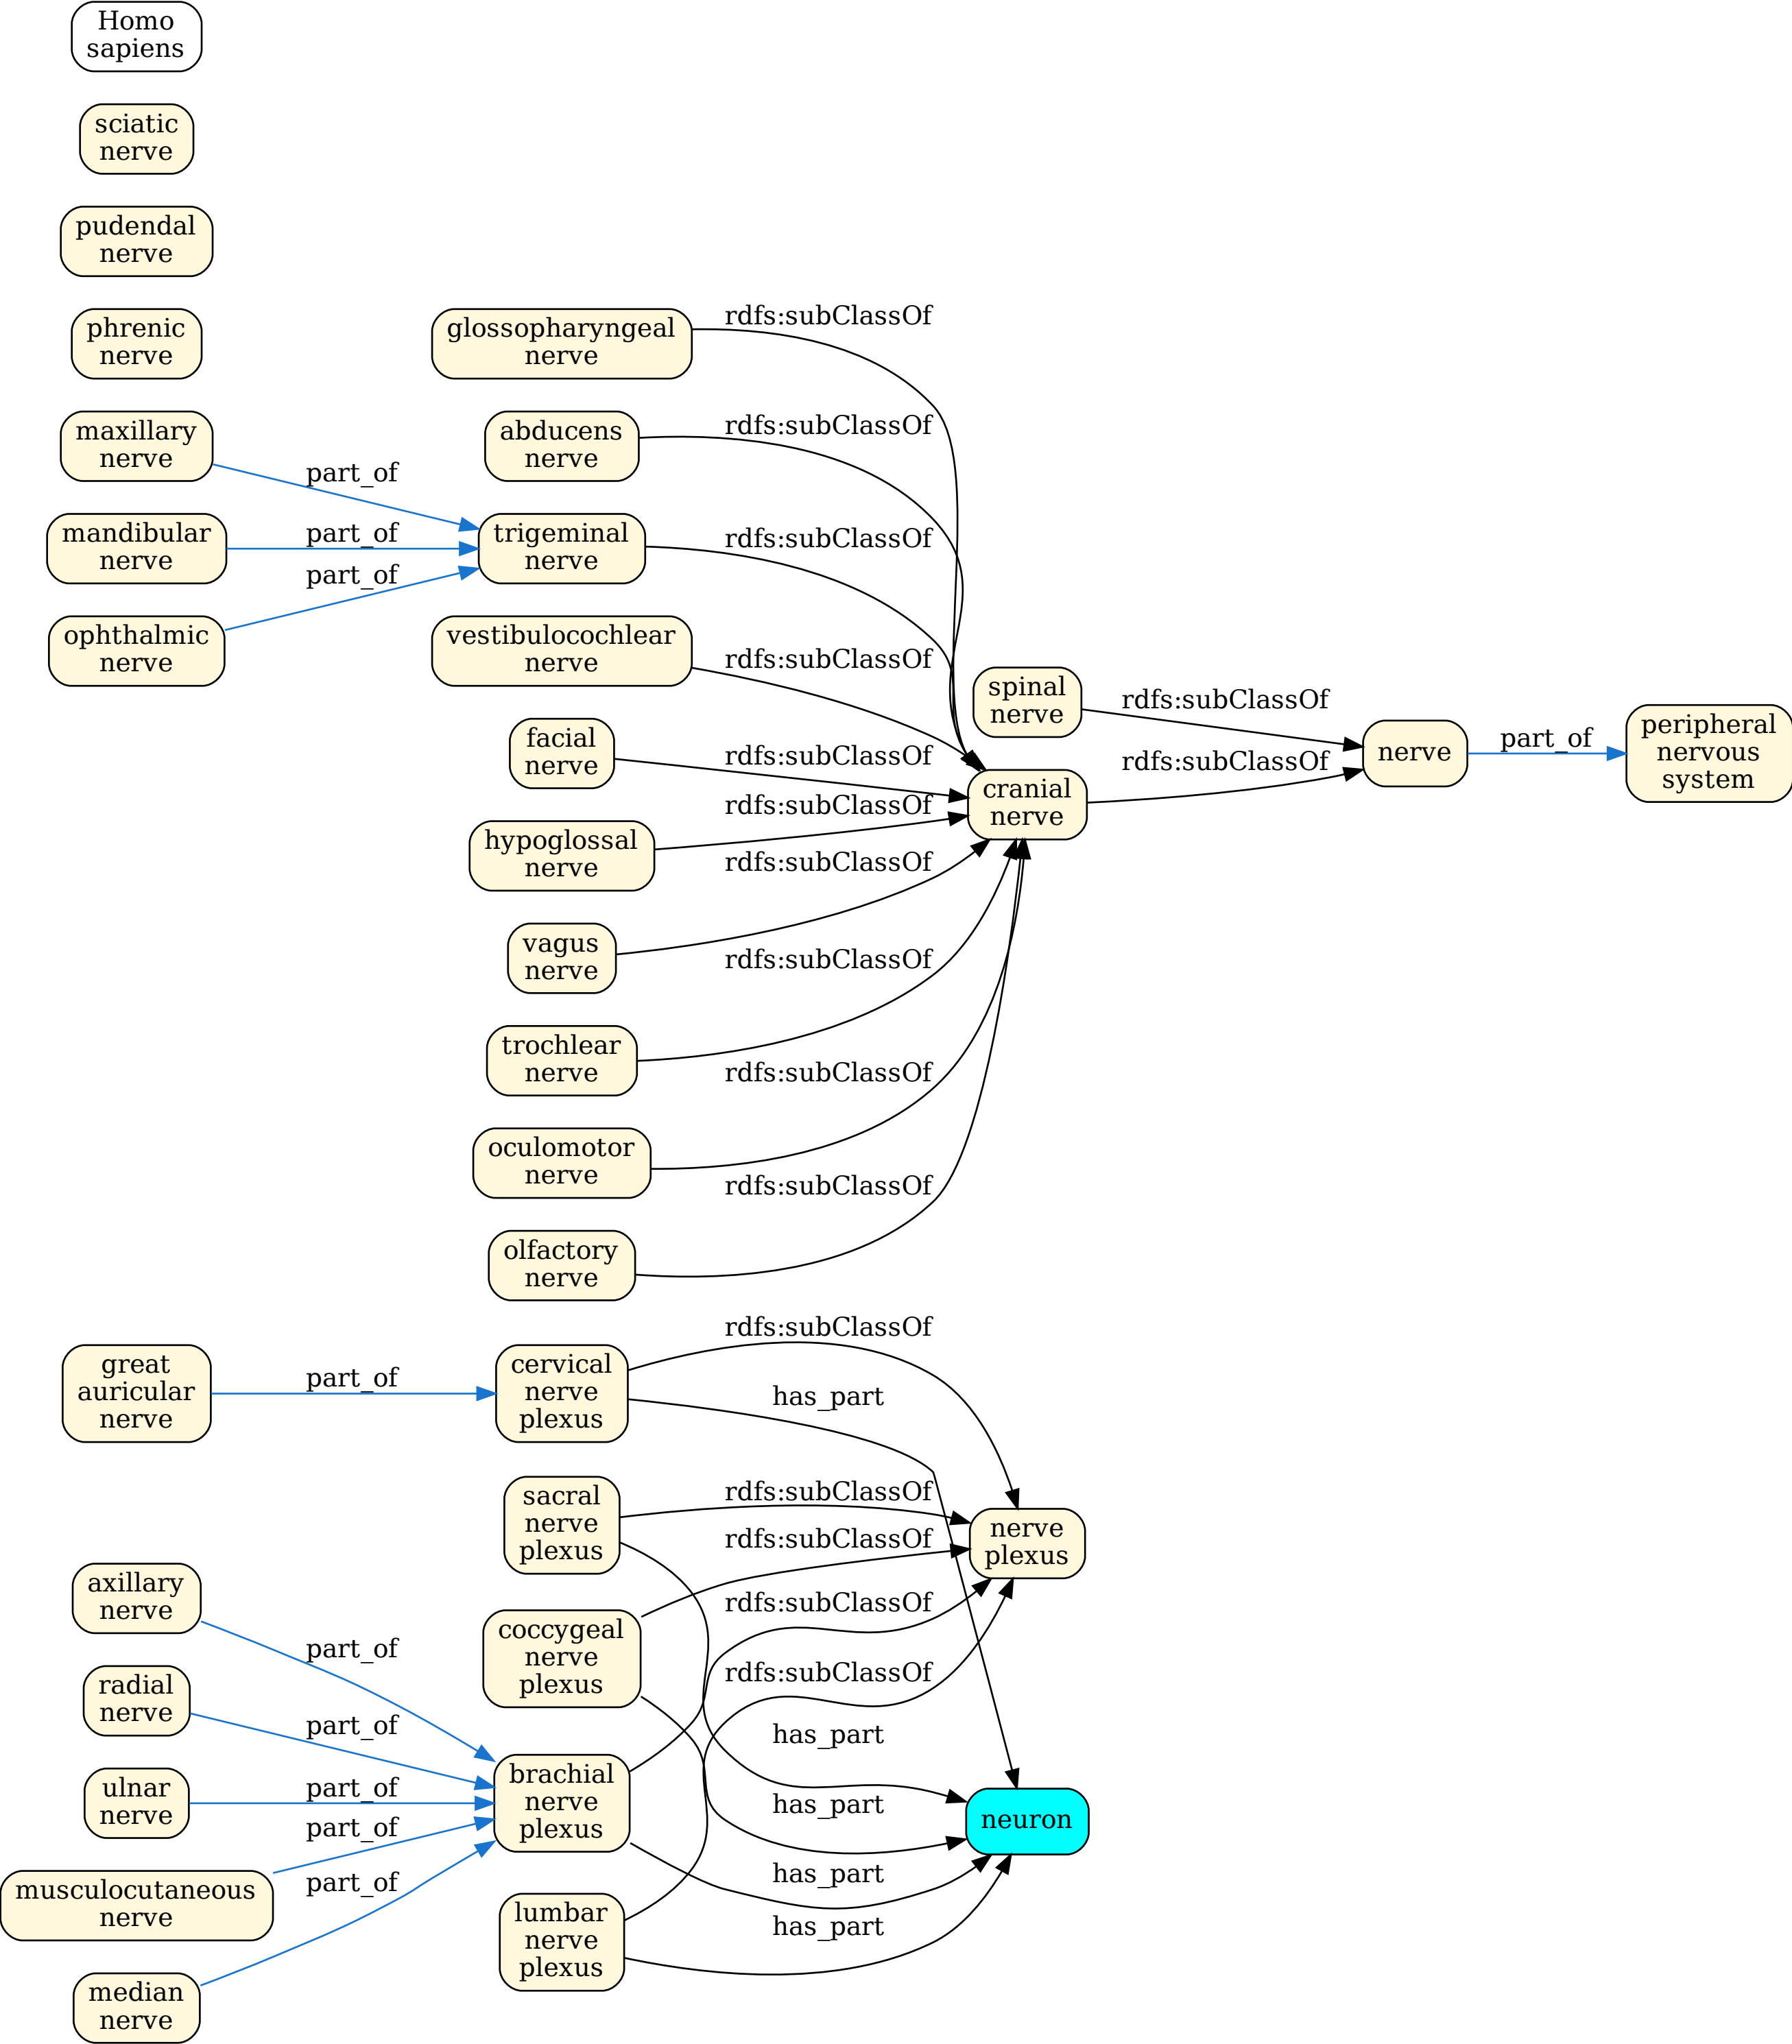 Homo
sapiens
sciatic
nerve
pudendal
nerve
phrenic
nerve
maxillary
nerve
mandibular
nerve
ophthalmic
nerve
part_of
part_of
part_of
glossopharyngeal
nerve
abducens
nerve
trigeminal
nerve
vestibulocochlear
nerve
facial
nerve
hypoglossal
nerve
vagus
nerve
trochlear
nerve
oculomotor
nerve
olfactory
nerve
rdfs:subClassOf
rdfs:subClassOf
rdfs:subClassOf
rdfs:subClassOf
rdfs:subClassOf
rdfs:subClassOf
rdfs:subClassOf
rdfs:subClassOf
rdfs:subClassOf
rdfs:subClassOf
spinal
nerve
cranial
nerve
rdfs:subClassOf
rdfs:subClassOf
nerve
part_of
peripheral
nervous
system
great
auricular
nerve
part_of
axillary
nerve
radial
nerve
ulnar
nerve
musculocutaneous
nerve
median
nerve
part_of
part_of
part_of
part_of
part_of
cervical
nerve
plexus
sacral
nerve
plexus
coccygeal
nerve
plexus
brachial
nerve
plexus
lumbar
nerve
plexus
rdfs:subClassOf
has_part
rdfs:subClassOf
rdfs:subClassOf
rdfs:subClassOf
rdfs:subClassOf
has_part
has_part
has_part
has_part
nerve
plexus
neuron